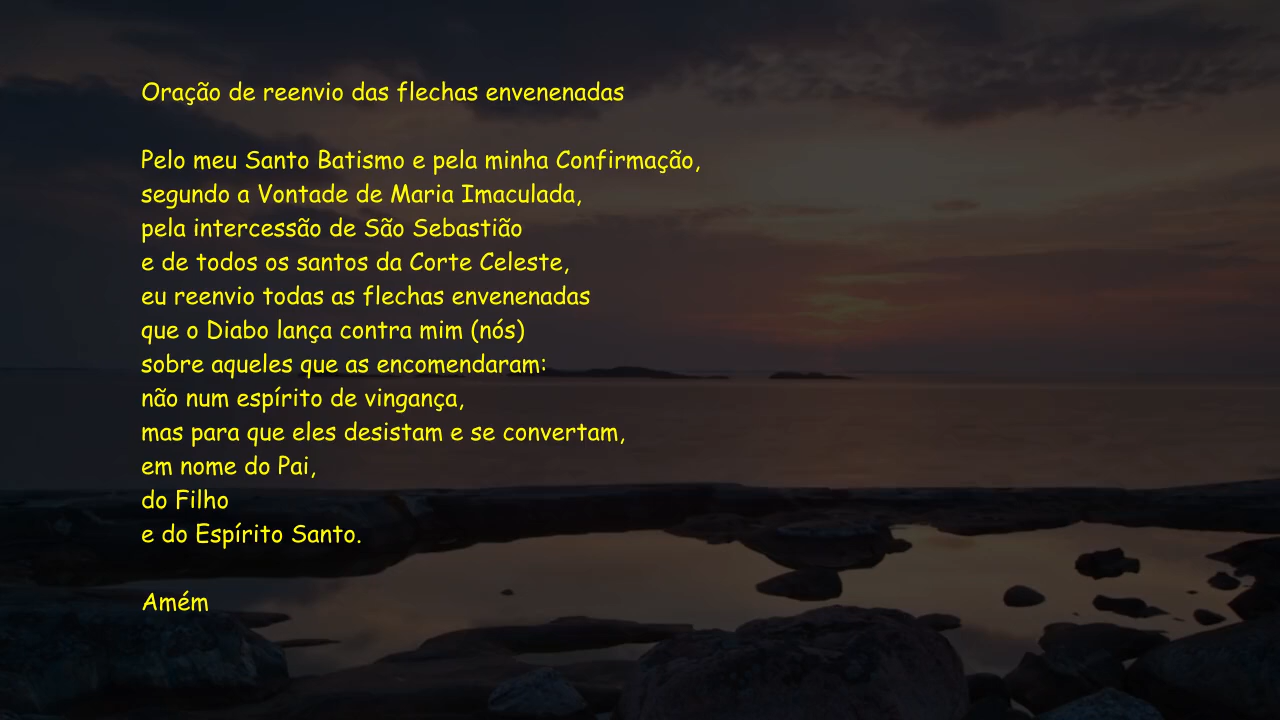 Oração de reenvio das flechas envenenadas
Pelo meu Santo Batismo e pela minha Confirmação,
segundo a Vontade de Maria Imaculada,
pela intercessão de São Sebastião
e de todos os santos da Corte Celeste,
eu reenvio todas as flechas envenenadas
que o Diabo lança contra mim (nós)
sobre aqueles que as encomendaram:
não num espírito de vingança,
mas para que eles desistam e se convertam,
em nome do Pai,
do Filho
e do Espírito Santo.
Amém